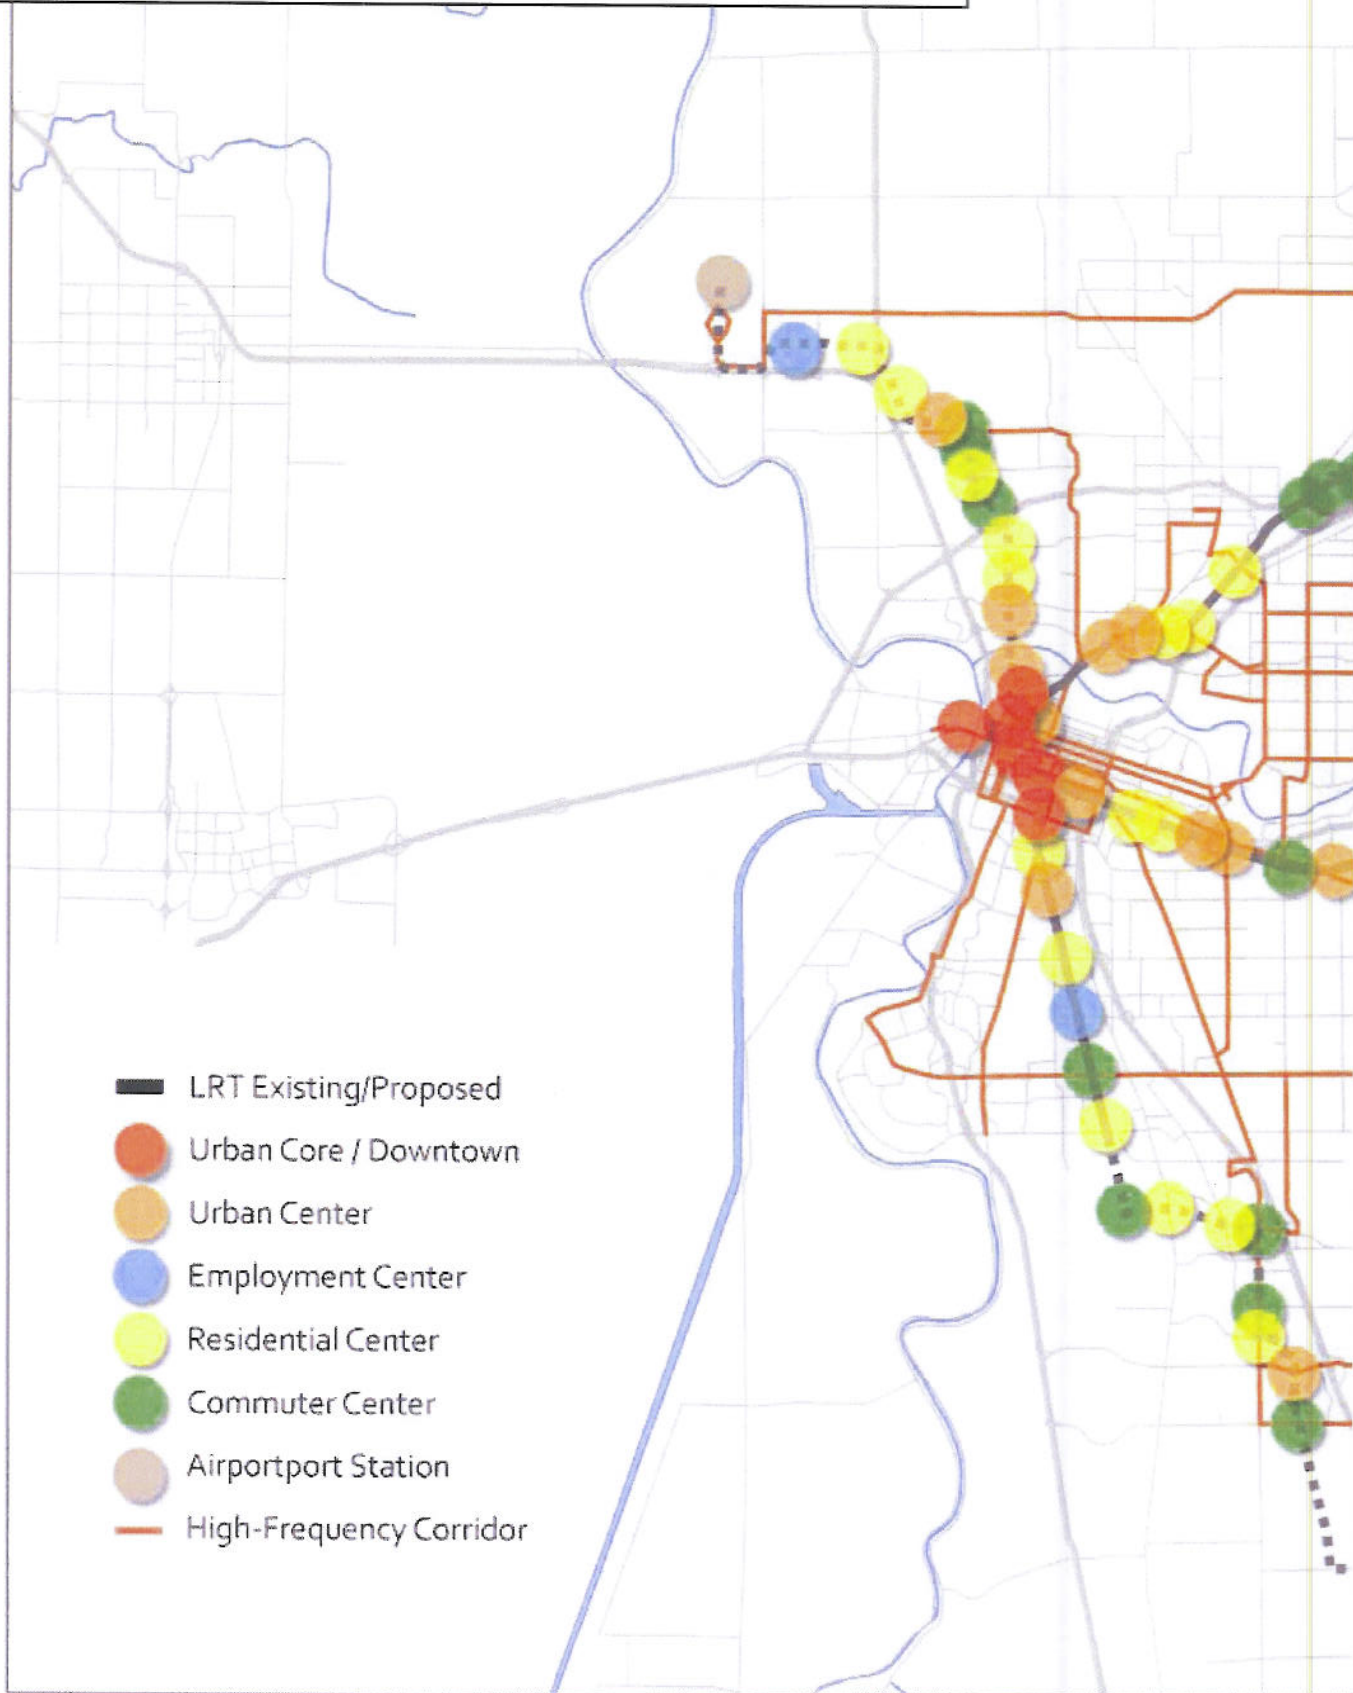 LRT Existing/Proposed
Urban Core / Downtown
Urban Center
Employment Center
Residential Center
Commuter Center
Airportport Station
High-Frequency Corridor